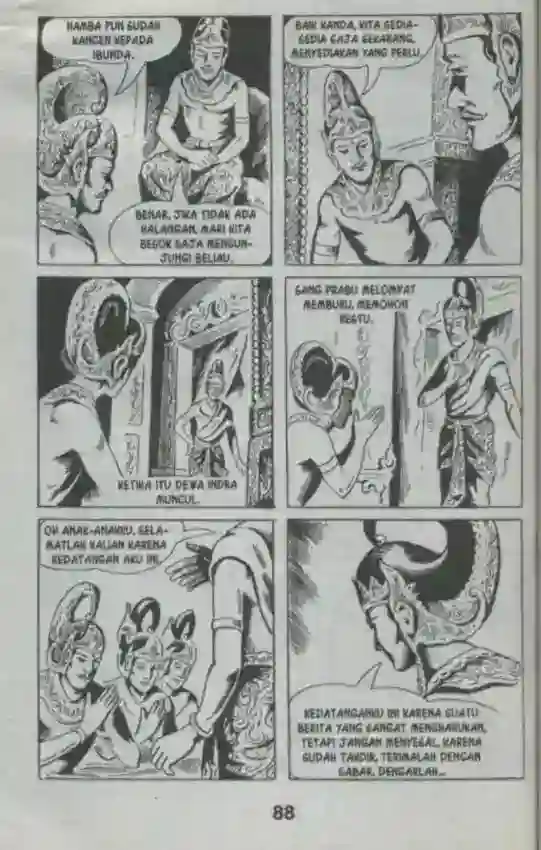 HAMBA PUN SUDAH
KANGEN KEPADA
IBUNDA.
BENAR, JIKA TIDAK ADA
HALANGAN, MARI KITA
BESOK SAJA MENGUN-
JUNGI BELIAU.
BAIK KANDA, KITA SEDIA-
SEDIA SAJA SEKARANG,
MENYEDIAKAN YANG PERLU.
KETIKA ITU DEWA INDRA
MUNCUL.
SANG PRABU MELOMPAT
MEMBURU, MEMOHON
RESTU.
OH ANAK-ANAKKU, SELA-
MATLAH KALIAN KARENA
KEDATANGAN AKU INI.
KEDATANGANKU INI KARENA SUATU
BERITA YANG SANGAT MENGHARUKAN,
TETAPI JANGAN MENYESAL, KARENA
SUDAH TAKDIR, TERIMALAH DENGAN
SABAR. DENGARLAH...
88